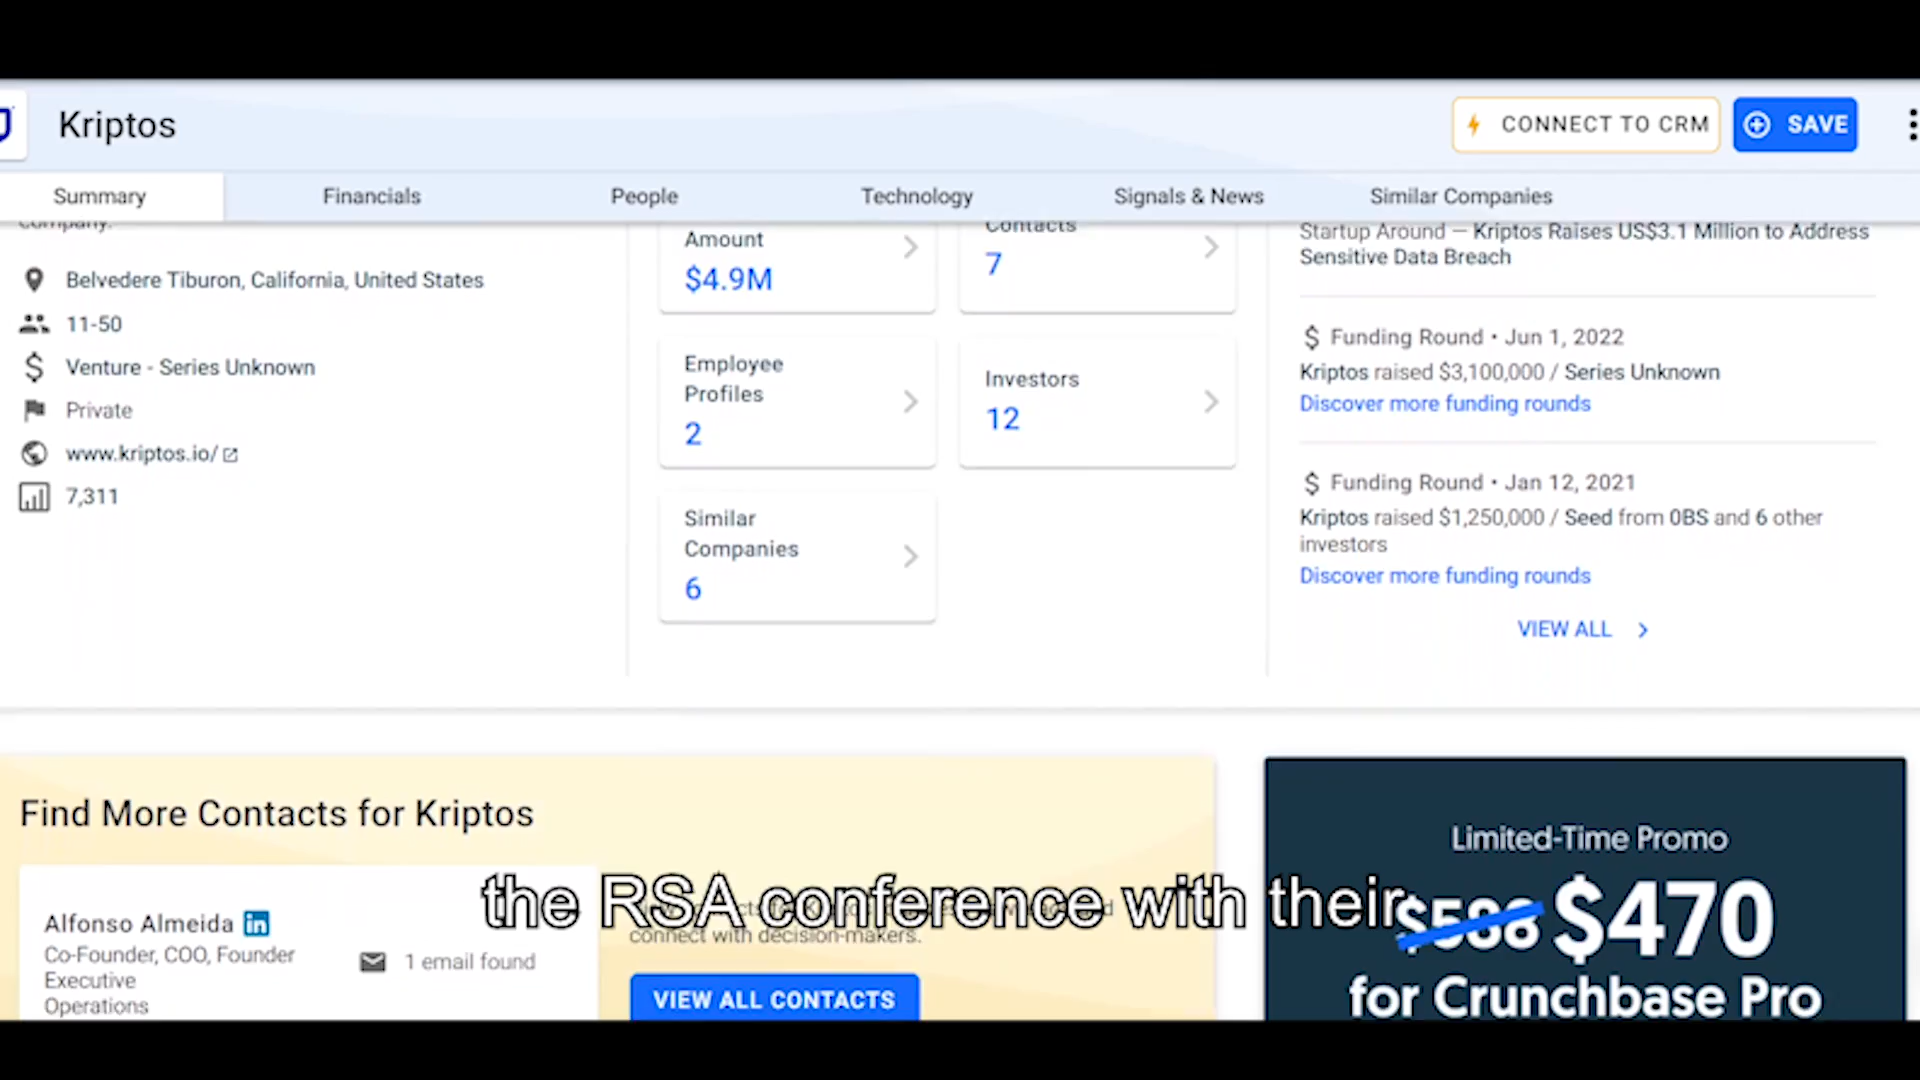 Kriptos
CONNECT TO CRM
SAVE
Summary
Financials
People
Technology
Signals & News
Similar Companies
company.
Belvedere Tiburon, California, United States
11-50
Venture - Series Unknown
Private
www.kriptos.io/
7,311
Amount
$4.9M
Contacts
7
Employee
Profiles
2
Investors
12
Similar
Companies
6
Startup Around — Kriptos Raises US$3.1 Million to Address
Sensitive Data Breach
Funding Round • Jun 1, 2022
Kriptos raised $3,100,000 / Series Unknown
Discover more funding rounds
Funding Round • Jan 12, 2021
Kriptos raised $1,250,000 / Seed from 0BS and 6 other
investors
Discover more funding rounds
VIEW ALL
Find More Contacts for Kriptos
Alfonso Almeida
Co-Founder, COO, Founder
Executive
Operations
1 email found
connect with decision-makers.
VIEW ALL CONTACTS
the RSA conference with their
Limited-Time Promo
$588 $470
for Crunchbase Pro